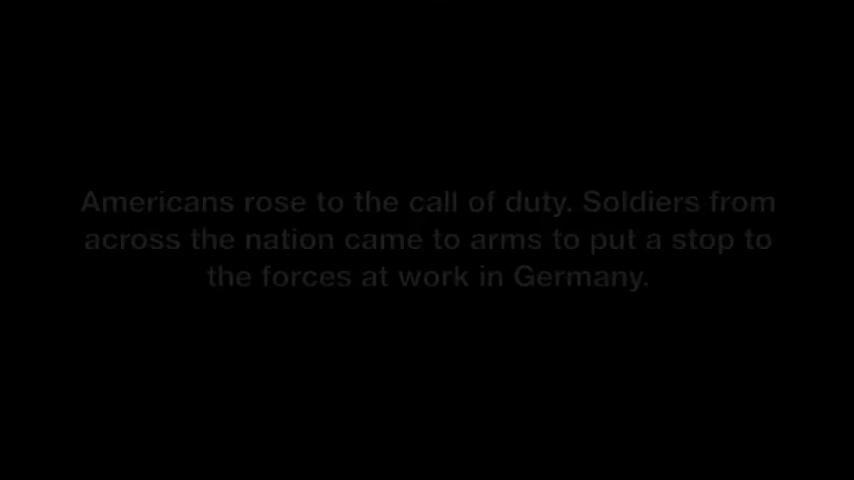 Americans rose to the call of duty. Soldiers from
across the nation came to arms to put a stop to
the forces at work in Germany.